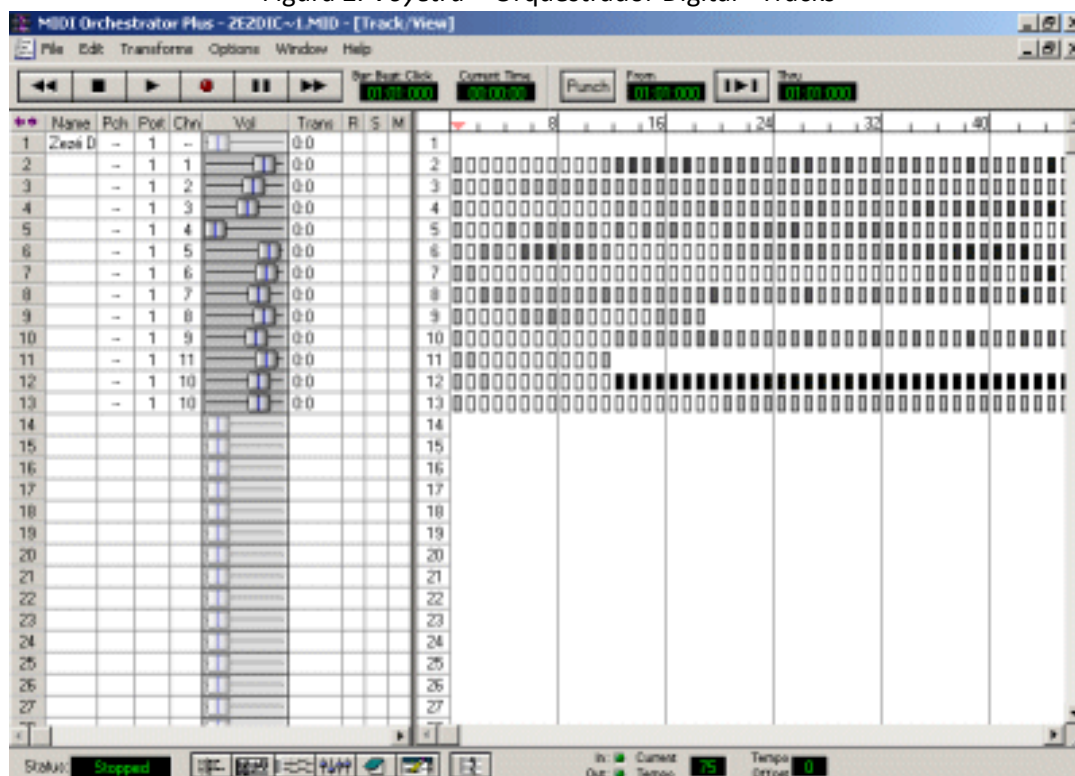 Figura 2: Voyetra – Orquestrador Digital -Tracks
MIDI Orchestrator Plus - ZEZDIC~1.MID - [Track/View]
File Edit Transforms Options Window Help
Bar:Beat:Click Current Time From Thru
01:01:000 00:00:00 Punch 01:01:000 01:01:000
Name Pch Port Chn Vol Trans R S M 8 16 24 32 40
1 Zezé D -- 1 -- 0:0 1
2 -- 1 1 0:0 2
3 -- 1 2 0:0 3
4 -- 1 3 0:0 4
5 -- 1 4 0:0 5
6 -- 1 5 0:0 6
7 -- 1 6 0:0 7
8 -- 1 7 0:0 8
9 -- 1 8 0:0 9
10 -- 1 9 0:0 10
11 -- 1 11 0:0 11
12 -- 1 10 0:0 12
13 -- 1 10 0:0 13
14 14
15 15
16 16
17 17
18 18
19 19
20 20
21 21
22 22
23 23
24 24
25 25
26 26
27 27
Status: Stopped In: Current 75 Tempo 0
Out: Tempo Offset